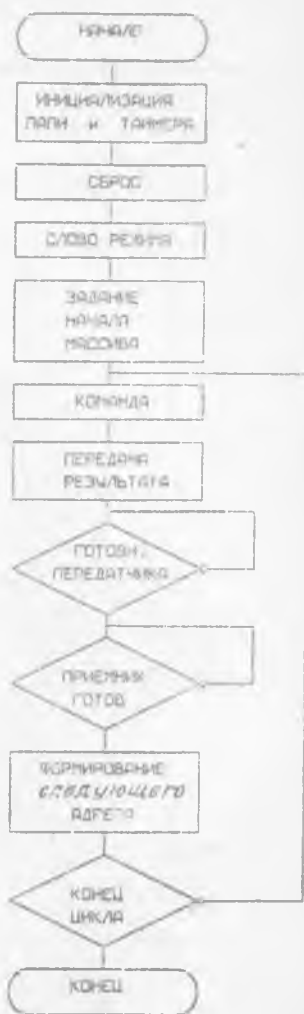 НАЧАЛО
ИНИЦИАЛИЗАЦИЯ
ПАПИ и ТАЙМЕРА
СБРОС
СЛОВО РЕЖИМА
ЗАДАНИЕ
НАЧАЛА
МАССИВА
КОМАНДА
ПЕРЕДАЧА
РЕЗУЛЬТАТА
ГОТОВН.
ПЕРЕДАТЧИКА
ПРИЕМНИК
ГОТОВ
ФОРМИРОВАНИЕ
следующего
АДРЕСА
КОНЕЦ
ЦИКЛА
КОНЕЦ